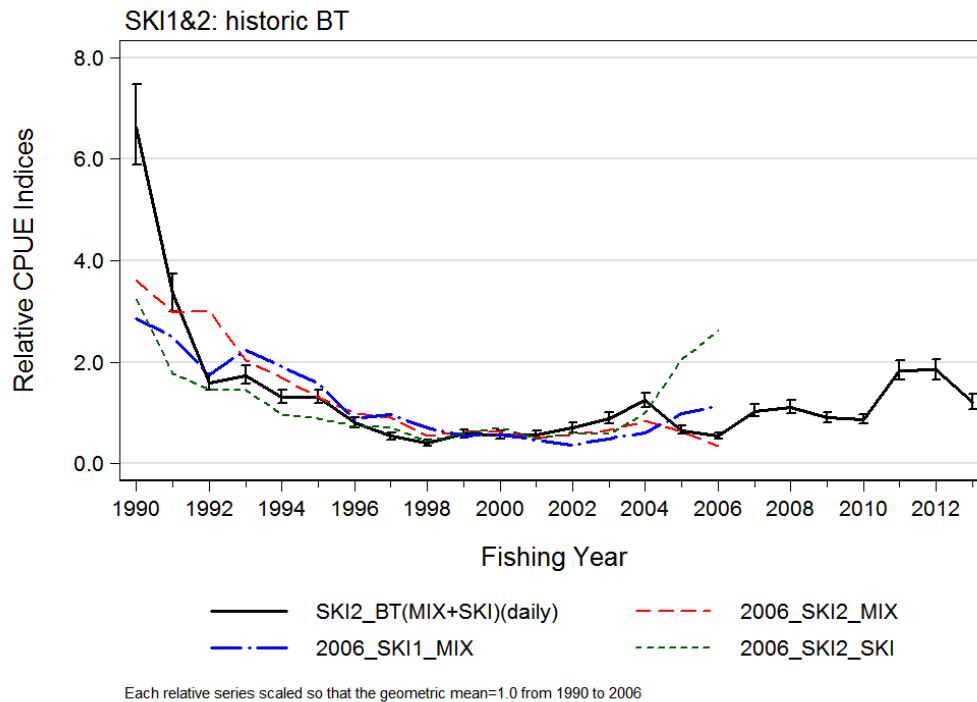 SKI1&2: historic BT
8.0
6.0
4.0
2.0
0.0
Relative CPUE Indices
1990 1992 1994 1996 1998 2000 2002 2004 2006 2008 2010 2012
Fishing Year
SKI2_BT(MIX+SKI)(daily) 2006_SKI2_MIX
2006_SKI1_MIX 2006_SKI2_SKI
Each relative series scaled so that the geometric mean=1.0 from 1990 to 2006